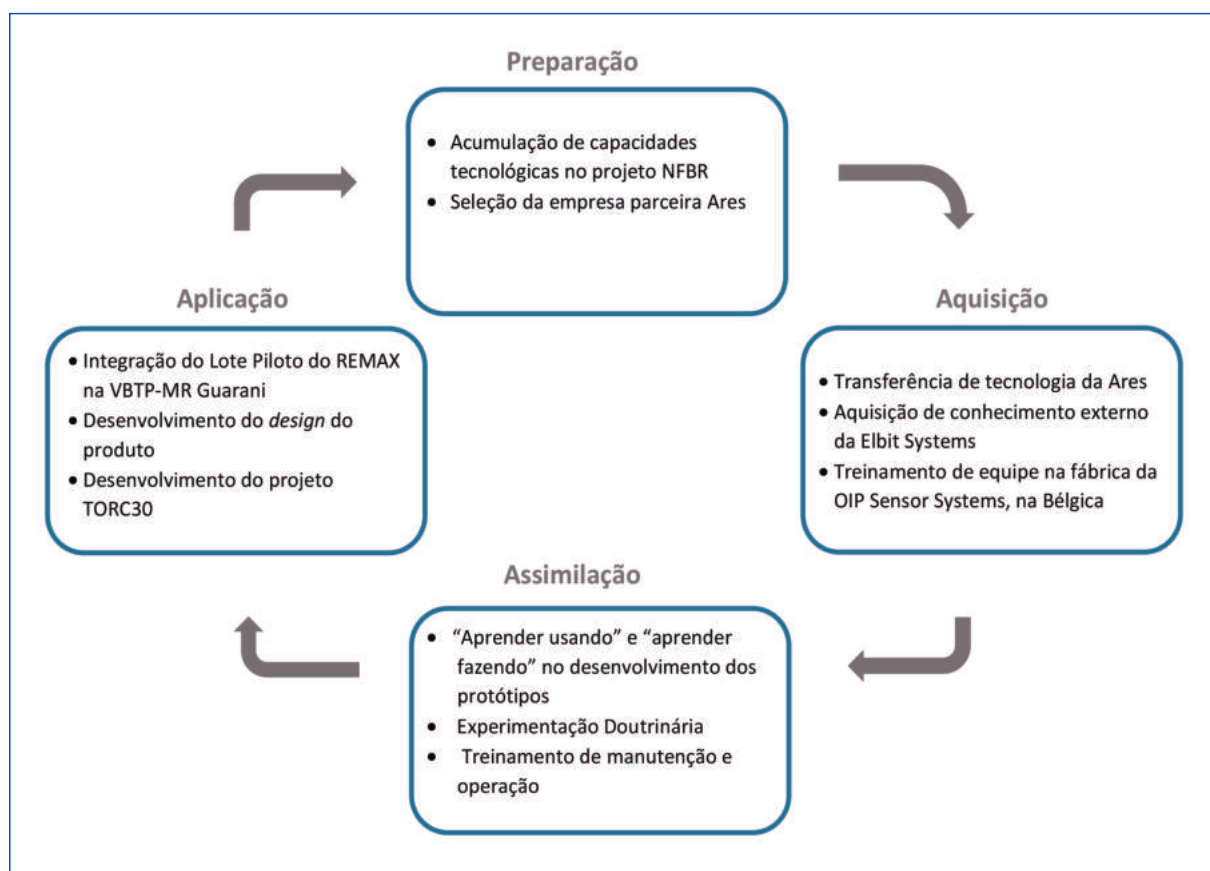 Preparação
• Acumulação de capacidades
tecnológicas no projeto NFBR
• Seleção da empresa parceira Ares
Aquisição
• Transferência de tecnologia da Ares
• Aquisição de conhecimento externo
da Elbit Systems
• Treinamento de equipe na fábrica da
OIP Sensor Systems, na Bélgica
Assimilação
• “Aprender usando” e “aprender
fazendo” no desenvolvimento dos
protótipos
• Experimentação Doutrinária
• Treinamento de manutenção e
operação
Aplicação
• Integração do Lote Piloto do REMAX
na VBTP-MR Guarani
• Desenvolvimento do design do
produto
• Desenvolvimento do projeto
TORC30